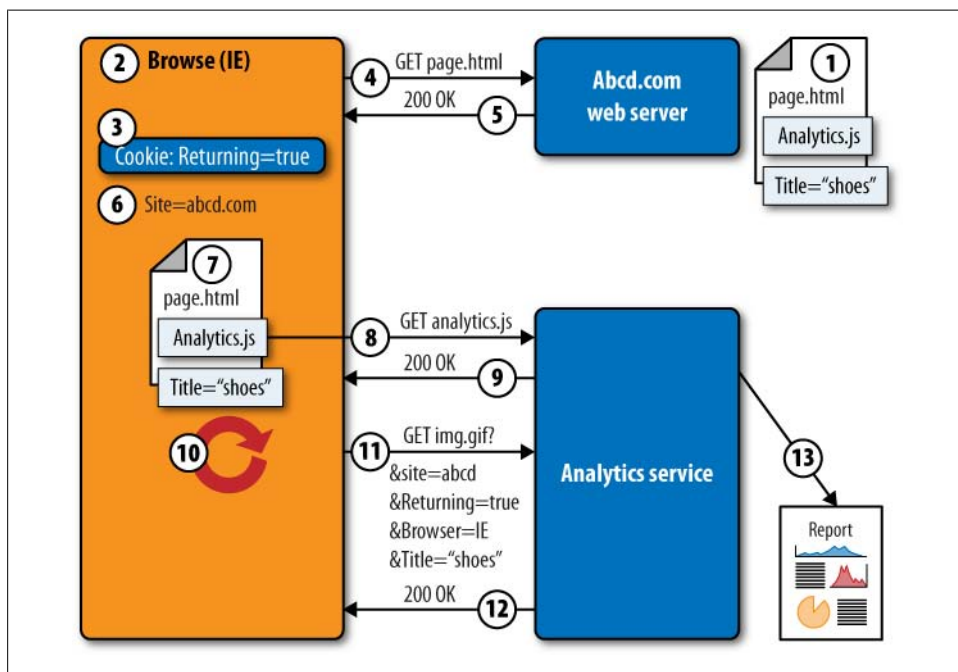 2 Browse (IE)
3
Cookie: Returning=true
6 Site=abcd.com
7
page.html
Analytics.js
Title=“shoes”
10
4 GET page.html
200 OK 5
Abcd.com
web server
1
page.html
Analytics.js
Title=“shoes”
8 GET analytics.js
200 OK 9
11 GET img.gif?
&site=abcd
&Returning=true
&Browser=IE
&Title=“shoes”
200 OK 12
Analytics service
13
Report